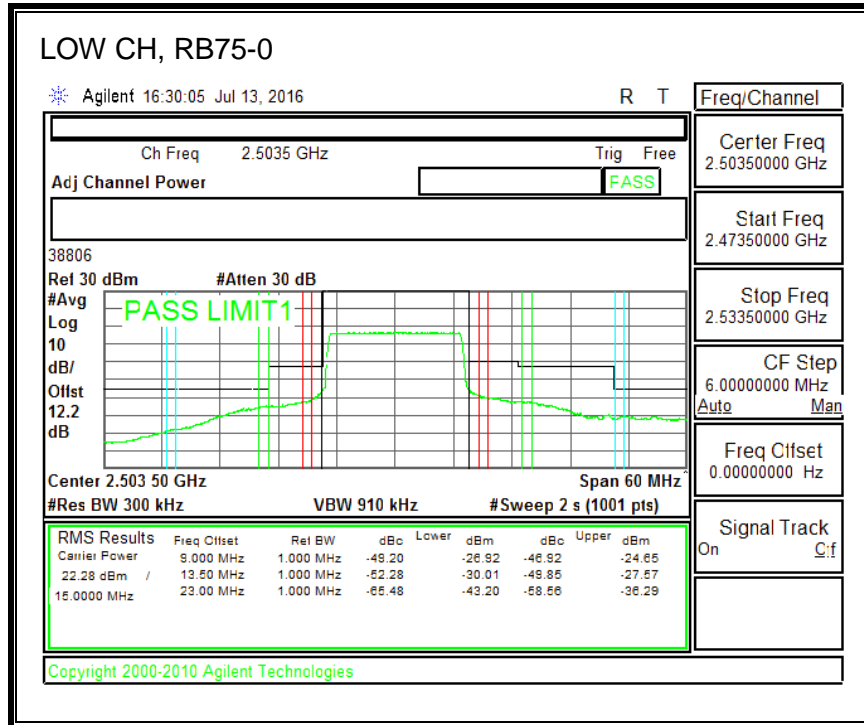 LOW CH, RB75-0
Agilent 16:30:05 Jul 13, 2016 R T
Freq/Channel
Ch Freq 2.5035 GHz Trig Free
Adj Channel Power PASS
Center Freq
2.50350000 GHz
Start Freq
2.47350000 GHz
Stop Freq
2.53350000 GHz
CF Step
6.00000000 MHz
Auto Man
Freq Offset
0.00000000 Hz
Signal Track
On Off
38806
Ref 30 dBm #Atten 30 dB
#Avg
Log
10
dB/
Offst
12.2
dB
PASS LIMIT1
Center 2.503 50 GHz Span 60 MHz
#Res BW 300 kHz VBW 910 kHz #Sweep 2 s (1001 pts)
RMS Results Freq Offset Ref BW dBc Lower dBm dBc Upper dBm
Carrier Power 9.000 MHz 1.000 MHz -49.20 -26.92 -46.92 -24.65
22.28 dBm / 13.50 MHz 1.000 MHz -52.28 -30.01 -49.85 -27.57
15.0000 MHz 23.00 MHz 1.000 MHz -65.48 -43.20 -58.56 -36.29
Copyright 2000-2010 Agilent Technologies